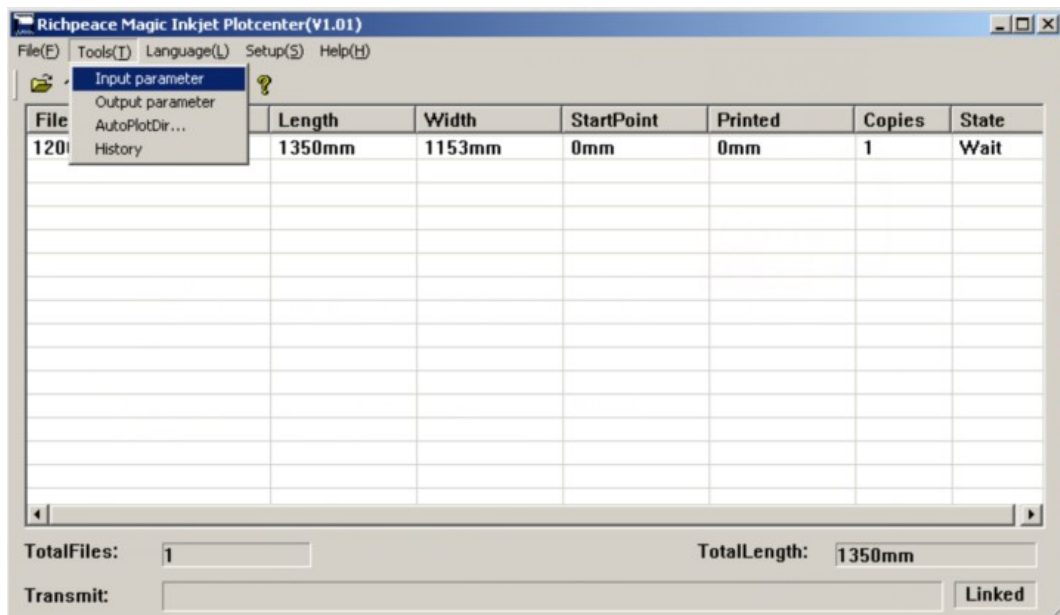 Richpeace Magic Inkjet Plotcenter(V1.01)
File(F) Tools(T) Language(L) Setup(S) Help(H)
Input parameter
Output parameter
AutoPlotDir...
History
File Length Width StartPoint Printed Copies State
120 1350mm 1153mm 0mm 0mm 1 Wait
TotalFiles: 1 TotalLength: 1350mm
Transmit: Linked